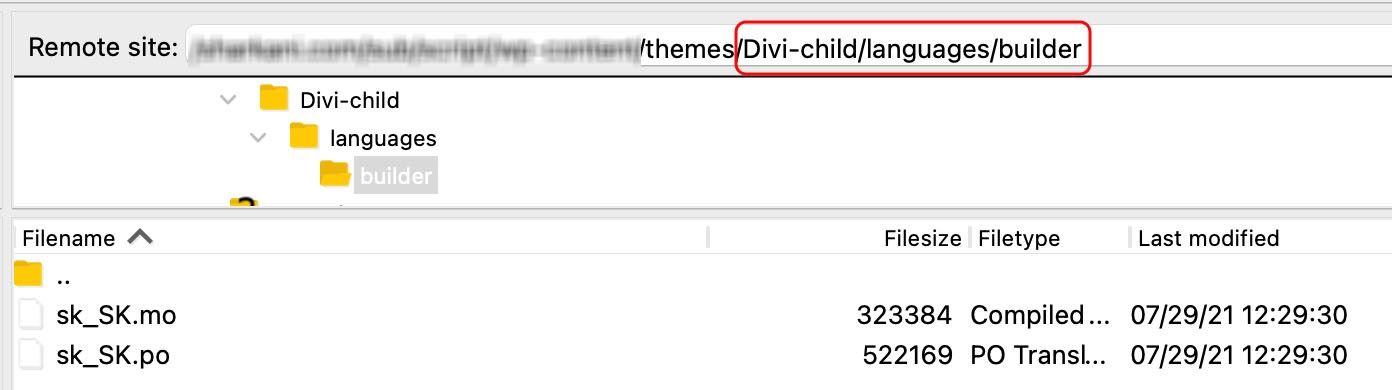 Remote site: /themes/Divi-child/languages/builder
Divi-child
languages
builder
Filename Filesize Filetype Last modified
..
sk_SK.mo 323384 Compiled... 07/29/21 12:29:30
sk_SK.po 522169 PO Transl... 07/29/21 12:29:30